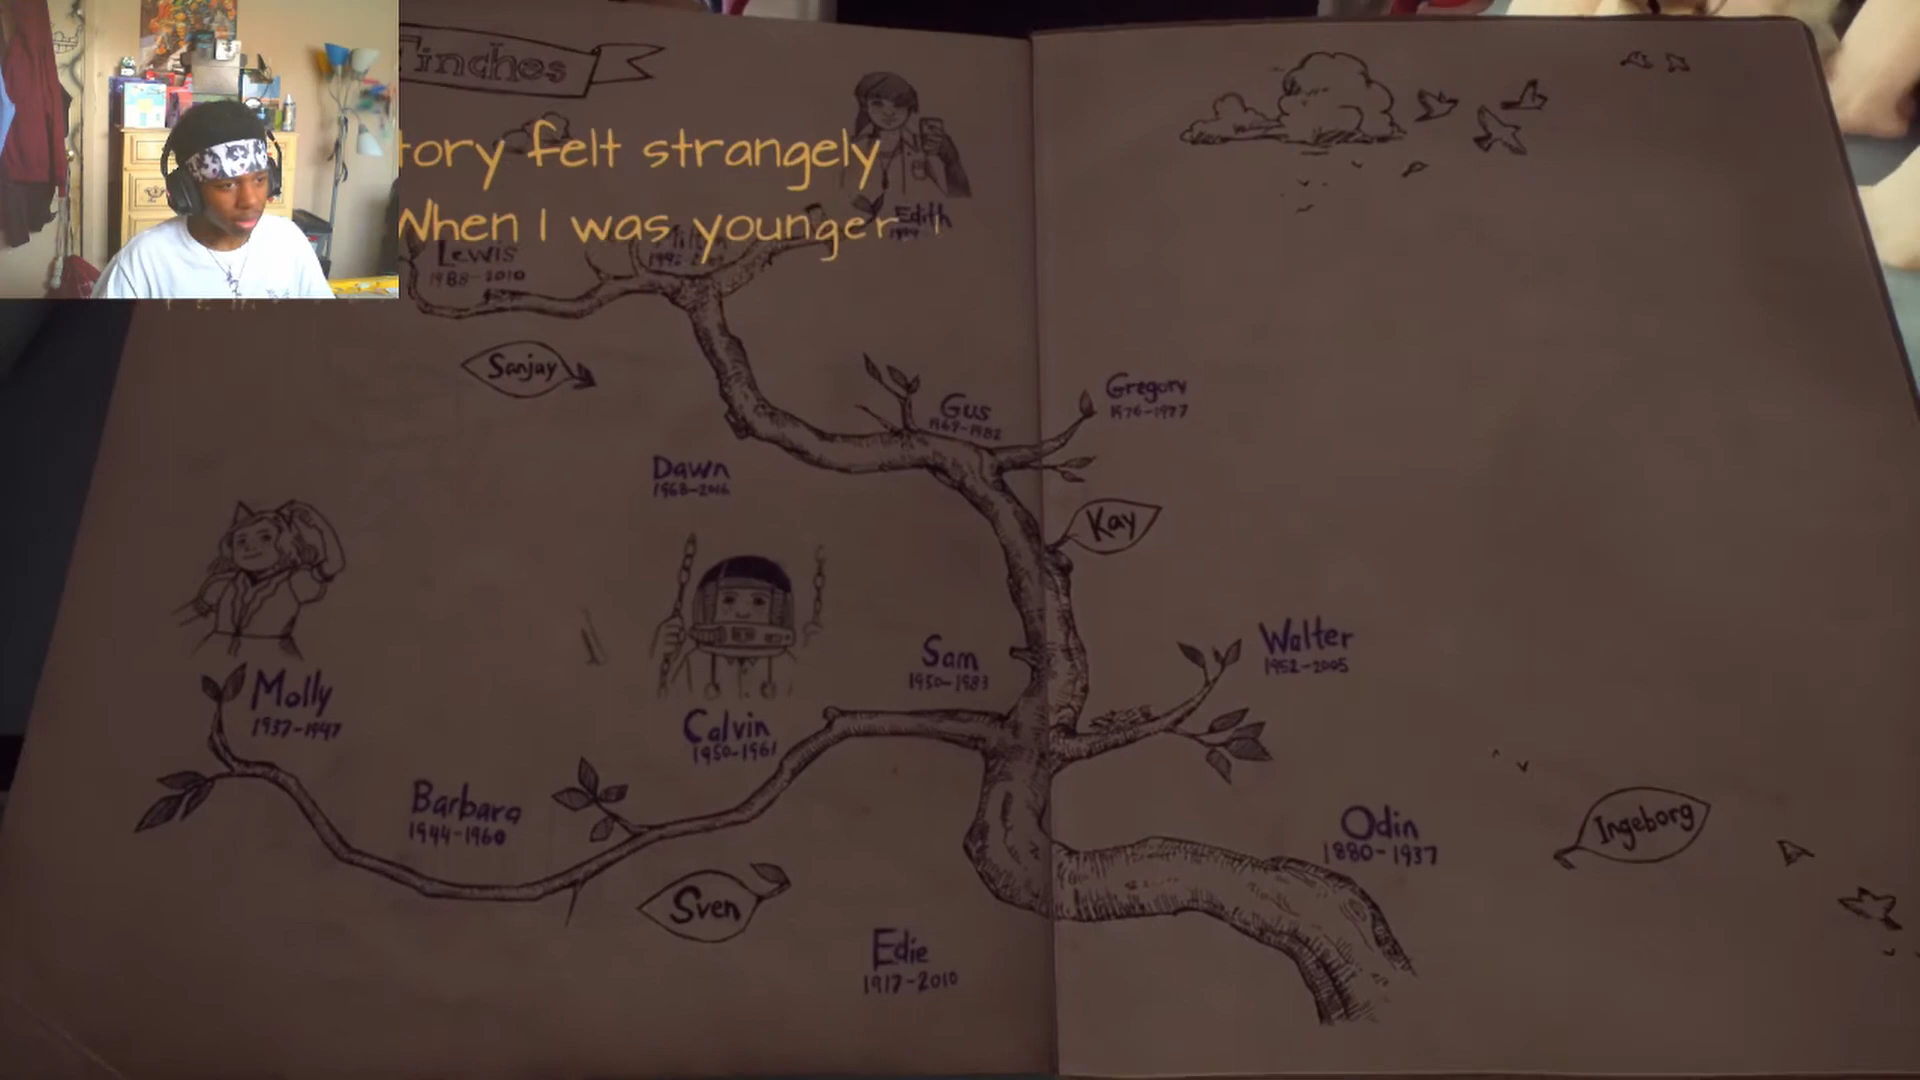 Finches
tory felt strangely
When I was younger
Edith
Lewis
1988-2010
Sanjay
Gus
1969-1982
Gregory
1976-1977
Dawn
1968-2016
Kay
Sam
1950-1983
Walter
1952-2005
Molly
1937-1947
Calvin
1950-1961
Barbara
1944-1960
Odin
1880-1937
Ingeborg
Sven
Edie
1917-2010